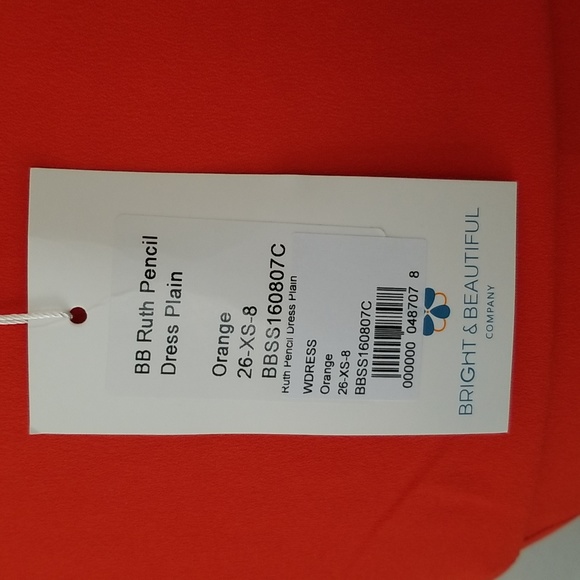 BB Ruth Pencil
Dress Plain
Orange
26-XS-8
BBSS160807C
Ruth Pencil Dress Plain
WDRESS
Orange
26-XS-8
BBSS160807C
000000 048707 8
BRIGHT & BEAUTIFUL
COMPANY